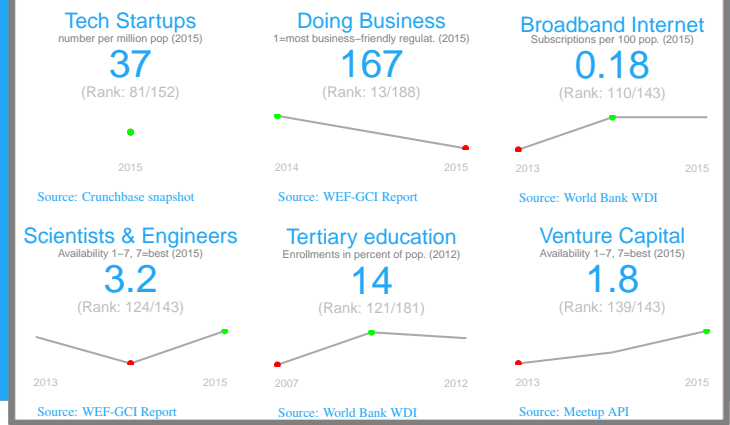 Tech Startups
number per million pop (2015)
37
(Rank: 81/152)
2015
Source: Crunchbase snapshot
Doing Business
1=most business−friendly regulat. (2015)
167
(Rank: 13/188)
2014 2015
Source: WEF-GCI Report
Broadband Internet
Subscriptions per 100 pop. (2015)
0.18
(Rank: 110/143)
2013 2015
Source: World Bank WDI
Scientists & Engineers
Availability 1−7, 7=best (2015)
3.2
(Rank: 124/143)
2013 2015
Source: WEF-GCI Report
Tertiary education
Enrollments in percent of pop. (2012)
14
(Rank: 121/181)
2007 2012
Source: World Bank WDI
Venture Capital
Availability 1−7, 7=best (2015)
1.8
(Rank: 139/143)
2013 2015
Source: Meetup API